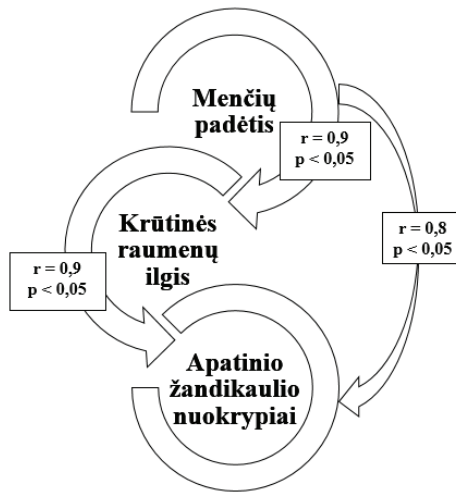 Menčių
padėtis
r = 0,9
p < 0,05
Krūtinės
raumenų
ilgis
r = 0,8
p < 0,05
r = 0,9
p < 0,05
Apatinio
žandikaulio
nuokrypiai